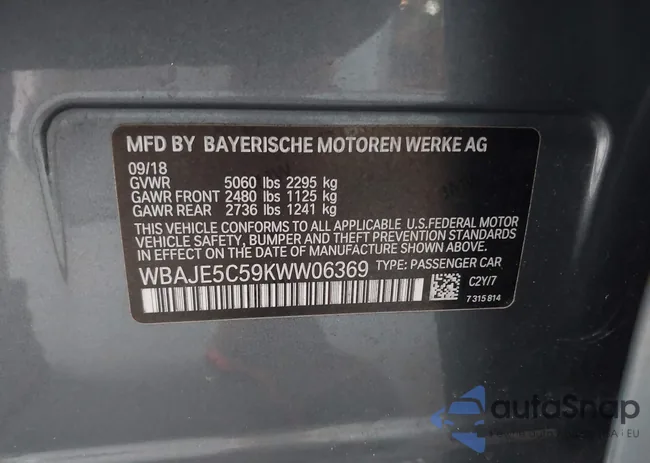 MFD BY BAYERISCHE MOTOREN WERKE AG
09/18
GVWR 5060 lbs 2295 kg
GAWR FRONT 2480 lbs 1125 kg
GAWR REAR 2736 lbs 1241 kg
THIS VEHICLE CONFORMS TO ALL APPLICABLE U.S.FEDERAL MOTOR
VEHICLE SAFETY, BUMPER AND THEFT PREVENTION STANDARDS
IN EFFECT ON THE DATE OF MANUFACTURE SHOWN ABOVE.
WBAJE5C59KWW06369 TYPE: PASSENGER CAR
C2Y/7
7 315 814
autoSnap
EU